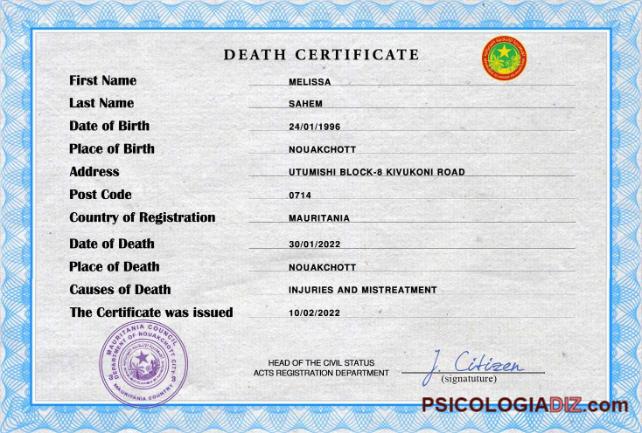 DEATH CERTIFICATE
First Name MELISSA
Last Name SAHEM
Date of Birth 24/01/1996
Place of Birth NOUAKCHOTT
Address UTUMISHI BLOCK-8 KIVUKONI ROAD
Post Code 0714
Country of Registration MAURITANIA
Date of Death 30/01/2022
Place of Death NOUAKCHOTT
Causes of Death INJURIES AND MISTREATMENT
The Certificate was issued 10/02/2022
MAURITANIA COUNCIL
DEPARTMENT OF NOUAKCHOTT CITY
MAURITANIA COUNTRY
HEAD OF THE CIVIL STATUS
ACTS REGISTRATION DEPARTMENT
J. Citizen
(signatuture)
PSICOLOGIADIZ.com